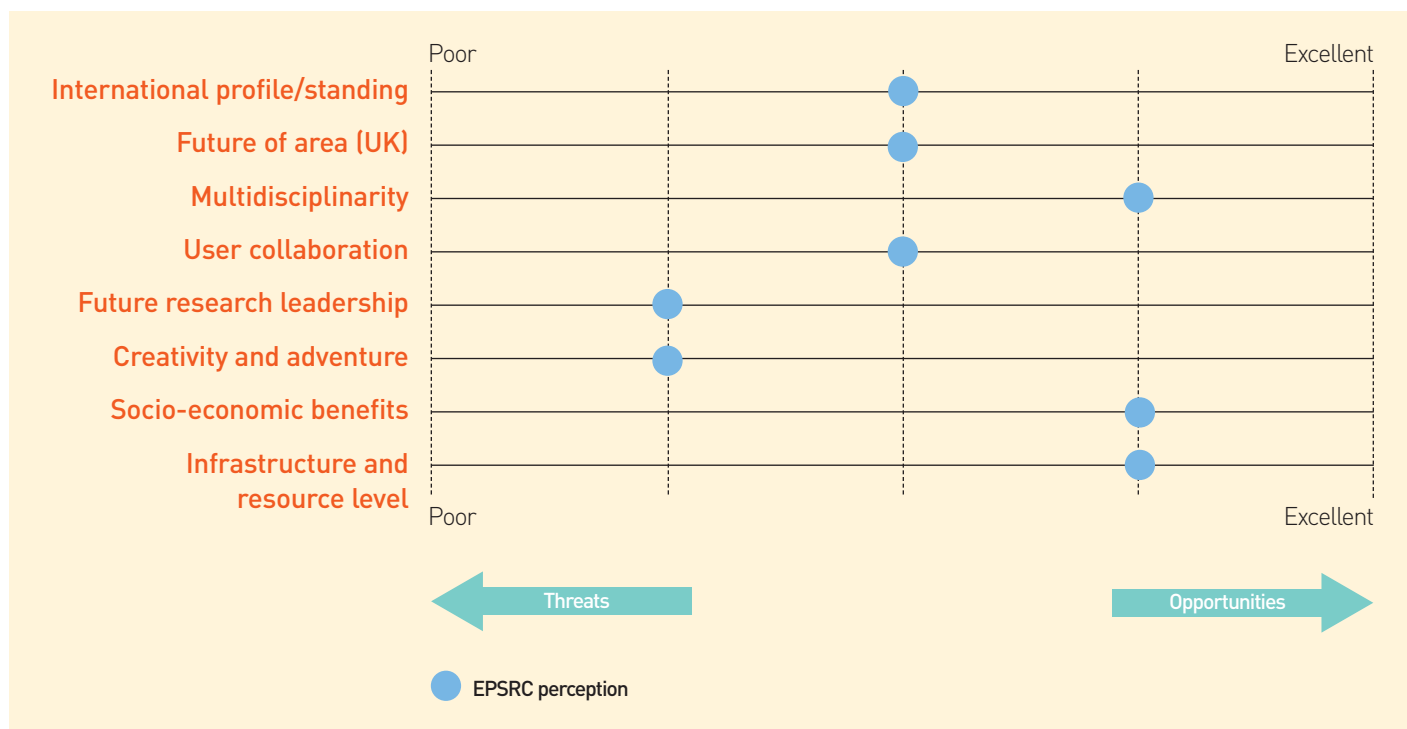 Poor Excellent
International profile/standing
Future of area (UK)
Multidisciplinarity
User collaboration
Future research leadership
Creativity and adventure
Socio-economic benefits
Infrastructure and
resource level
Poor Excellent
Threats Opportunities
EPSRC perception